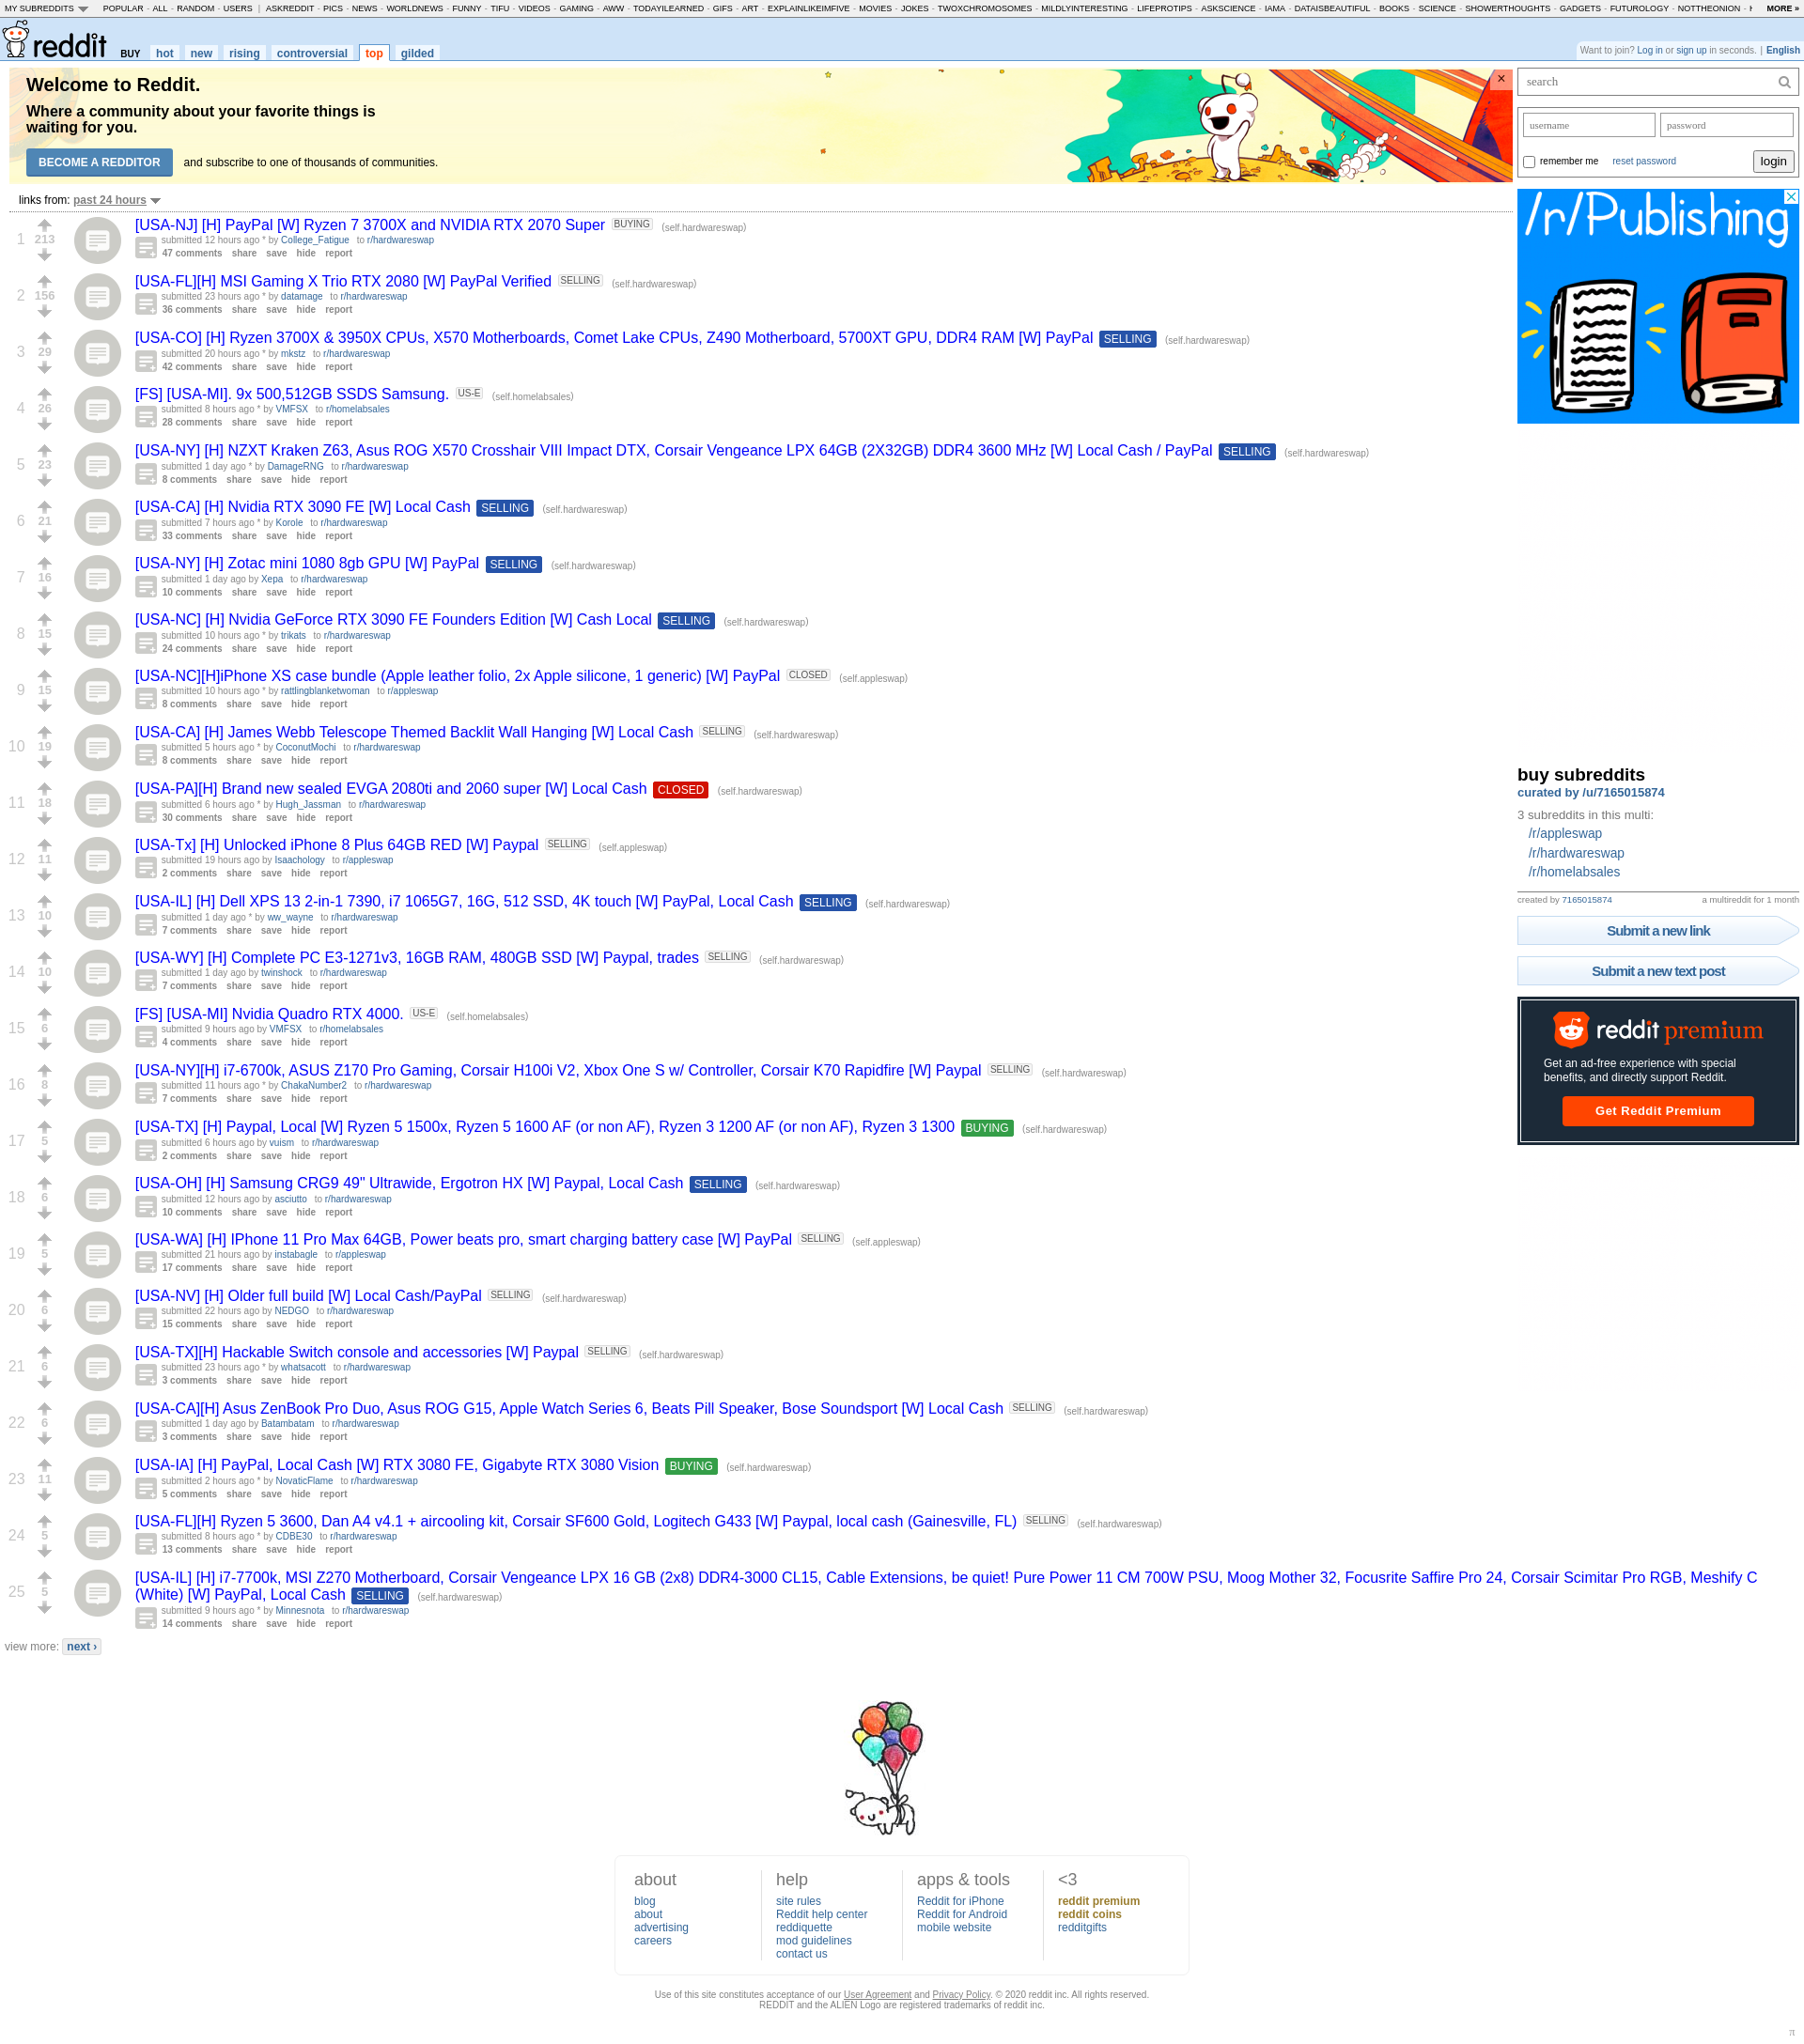 MY SUBREDDITS POPULAR - ALL - RANDOM - USERS | ASKREDDIT - PICS - NEWS - WORLDNEWS - FUNNY - TIFU - VIDEOS - GAMING - AWW - TODAYILEARNED - GIFS - ART - EXPLAINLIKEIMFIVE - MOVIES - JOKES - TWOXCHROMOSOMES - MILDLYINTERESTING - LIFEPROTIPS - ASKSCIENCE - IAMA - DATAISBEAUTIFUL - BOOKS - SCIENCE - SHOWERTHOUGHTS - GADGETS - FUTUROLOGY - NOTTHEONION - MORE »
reddit BUY hot new rising controversial top gilded
Want to join? Log in or sign up in seconds. | English
Welcome to Reddit.
Where a community about your favorite things is
waiting for you.
BECOME A REDDITOR and subscribe to one of thousands of communities.
links from: past 24 hours
1 213 [USA-NJ] [H] PayPal [W] Ryzen 7 3700X and NVIDIA RTX 2070 Super BUYING (self.hardwareswap)
submitted 12 hours ago * by College_Fatigue to r/hardwareswap
47 comments share save hide report
2 156 [USA-FL][H] MSI Gaming X Trio RTX 2080 [W] PayPal Verified SELLING (self.hardwareswap)
submitted 23 hours ago * by datamage to r/hardwareswap
36 comments share save hide report
3 29 [USA-CO] [H] Ryzen 3700X & 3950X CPUs, X570 Motherboards, Comet Lake CPUs, Z490 Motherboard, 5700XT GPU, DDR4 RAM [W] PayPal SELLING (self.hardwareswap)
submitted 20 hours ago * by mkstz to r/hardwareswap
42 comments share save hide report
4 26 [FS] [USA-MI]. 9x 500,512GB SSDS Samsung. US-E (self.homelabsales)
submitted 8 hours ago * by VMFSX to r/homelabsales
28 comments share save hide report
5 23 [USA-NY] [H] NZXT Kraken Z63, Asus ROG X570 Crosshair VIII Impact DTX, Corsair Vengeance LPX 64GB (2X32GB) DDR4 3600 MHz [W] Local Cash / PayPal SELLING (self.hardwareswap)
submitted 1 day ago * by DamageRNG to r/hardwareswap
8 comments share save hide report
6 21 [USA-CA] [H] Nvidia RTX 3090 FE [W] Local Cash SELLING (self.hardwareswap)
submitted 7 hours ago * by Korole to r/hardwareswap
33 comments share save hide report
7 16 [USA-NY] [H] Zotac mini 1080 8gb GPU [W] PayPal SELLING (self.hardwareswap)
submitted 1 day ago by Xepa to r/hardwareswap
10 comments share save hide report
8 15 [USA-NC] [H] Nvidia GeForce RTX 3090 FE Founders Edition [W] Cash Local SELLING (self.hardwareswap)
submitted 10 hours ago * by trikats to r/hardwareswap
24 comments share save hide report
9 15 [USA-NC][H]iPhone XS case bundle (Apple leather folio, 2x Apple silicone, 1 generic) [W] PayPal CLOSED (self.appleswap)
submitted 10 hours ago * by rattlingblanketwoman to r/appleswap
8 comments share save hide report
10 19 [USA-CA] [H] James Webb Telescope Themed Backlit Wall Hanging [W] Local Cash SELLING (self.hardwareswap)
submitted 5 hours ago * by CoconutMochi to r/hardwareswap
8 comments share save hide report
11 18 [USA-PA][H] Brand new sealed EVGA 2080ti and 2060 super [W] Local Cash CLOSED (self.hardwareswap)
submitted 6 hours ago * by Hugh_Jassman to r/hardwareswap
30 comments share save hide report
12 11 [USA-Tx] [H] Unlocked iPhone 8 Plus 64GB RED [W] Paypal SELLING (self.appleswap)
submitted 19 hours ago by Isaachology to r/appleswap
2 comments share save hide report
13 10 [USA-IL] [H] Dell XPS 13 2-in-1 7390, i7 1065G7, 16G, 512 SSD, 4K touch [W] PayPal, Local Cash SELLING (self.hardwareswap)
submitted 1 day ago * by ww_wayne to r/hardwareswap
7 comments share save hide report
14 10 [USA-WY] [H] Complete PC E3-1271v3, 16GB RAM, 480GB SSD [W] Paypal, trades SELLING (self.hardwareswap)
submitted 1 day ago by twinshock to r/hardwareswap
7 comments share save hide report
15 6 [FS] [USA-MI] Nvidia Quadro RTX 4000. US-E (self.homelabsales)
submitted 9 hours ago by VMFSX to r/homelabsales
4 comments share save hide report
16 8 [USA-NY][H] i7-6700k, ASUS Z170 Pro Gaming, Corsair H100i V2, Xbox One S w/ Controller, Corsair K70 Rapidfire [W] Paypal SELLING (self.hardwareswap)
submitted 11 hours ago * by ChakaNumber2 to r/hardwareswap
7 comments share save hide report
17 5 [USA-TX] [H] Paypal, Local [W] Ryzen 5 1500x, Ryzen 5 1600 AF (or non AF), Ryzen 3 1200 AF (or non AF), Ryzen 3 1300 BUYING (self.hardwareswap)
submitted 6 hours ago by vuism to r/hardwareswap
2 comments share save hide report
18 6 [USA-OH] [H] Samsung CRG9 49" Ultrawide, Ergotron HX [W] Paypal, Local Cash SELLING (self.hardwareswap)
submitted 12 hours ago by asciutto to r/hardwareswap
10 comments share save hide report
19 5 [USA-WA] [H] IPhone 11 Pro Max 64GB, Power beats pro, smart charging battery case [W] PayPal SELLING (self.appleswap)
submitted 21 hours ago by instabagle to r/appleswap
17 comments share save hide report
20 6 [USA-NV] [H] Older full build [W] Local Cash/PayPal SELLING (self.hardwareswap)
submitted 22 hours ago by NEDGO to r/hardwareswap
15 comments share save hide report
21 6 [USA-TX][H] Hackable Switch console and accessories [W] Paypal SELLING (self.hardwareswap)
submitted 23 hours ago * by whatsacott to r/hardwareswap
3 comments share save hide report
22 6 [USA-CA][H] Asus ZenBook Pro Duo, Asus ROG G15, Apple Watch Series 6, Beats Pill Speaker, Bose Soundsport [W] Local Cash SELLING (self.hardwareswap)
submitted 1 day ago by Batambatam to r/hardwareswap
3 comments share save hide report
23 11 [USA-IA] [H] PayPal, Local Cash [W] RTX 3080 FE, Gigabyte RTX 3080 Vision BUYING (self.hardwareswap)
submitted 2 hours ago * by NovaticFlame to r/hardwareswap
5 comments share save hide report
24 5 [USA-FL][H] Ryzen 5 3600, Dan A4 v4.1 + aircooling kit, Corsair SF600 Gold, Logitech G433 [W] Paypal, local cash (Gainesville, FL) SELLING (self.hardwareswap)
submitted 8 hours ago * by CDBE30 to r/hardwareswap
13 comments share save hide report
25 5 [USA-IL] [H] i7-7700k, MSI Z270 Motherboard, Corsair Vengeance LPX 16 GB (2x8) DDR4-3000 CL15, Cable Extensions, be quiet! Pure Power 11 CM 700W PSU, Moog Mother 32, Focusrite Saffire Pro 24, Corsair Scimitar Pro RGB, Meshify C
(White) [W] PayPal, Local Cash SELLING (self.hardwareswap)
submitted 9 hours ago * by Minnesnota to r/hardwareswap
14 comments share save hide report
view more: next ›
search
username password
remember me reset password login
/r/Publishing
buy subreddits
curated by /u/7165015874
3 subreddits in this multi:
/r/appleswap
/r/hardwareswap
/r/homelabsales
created by 7165015874 a multireddit for 1 month
Submit a new link
Submit a new text post
reddit premium
Get an ad-free experience with special
benefits, and directly support Reddit.
Get Reddit Premium
about
blog
about
advertising
careers
help
site rules
Reddit help center
reddiquette
mod guidelines
contact us
apps & tools
Reddit for iPhone
Reddit for Android
mobile website
<3
reddit premium
reddit coins
redditgifts
Use of this site constitutes acceptance of our User Agreement and Privacy Policy. © 2020 reddit inc. All rights reserved.
REDDIT and the ALIEN Logo are registered trademarks of reddit inc.
π